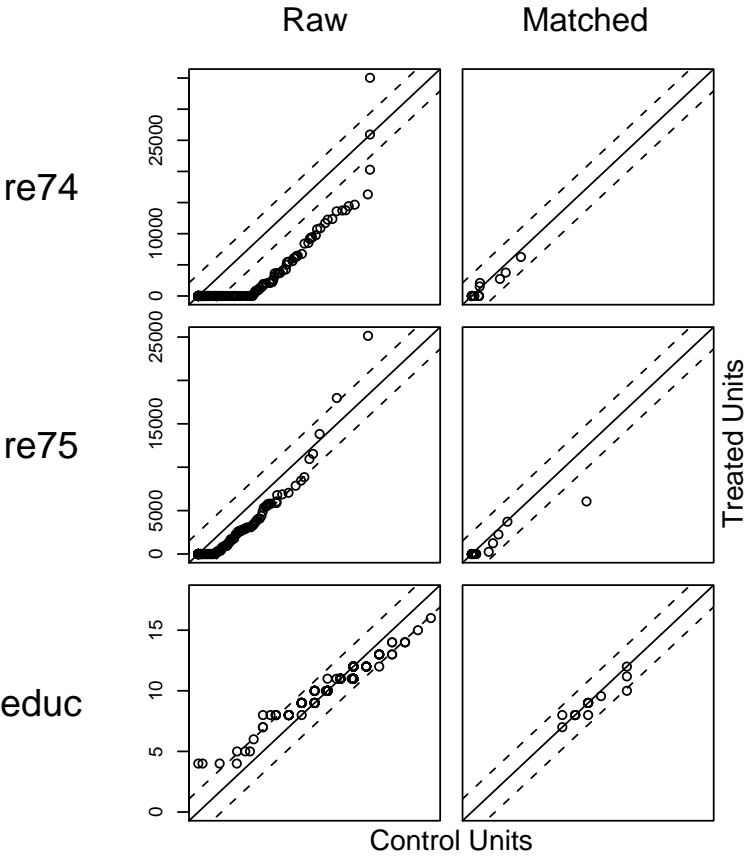 Raw Matched
re74
25000
10000
0
re75
25000
15000
5000
0
Treated Units
educ
15
10
5
0
Control Units